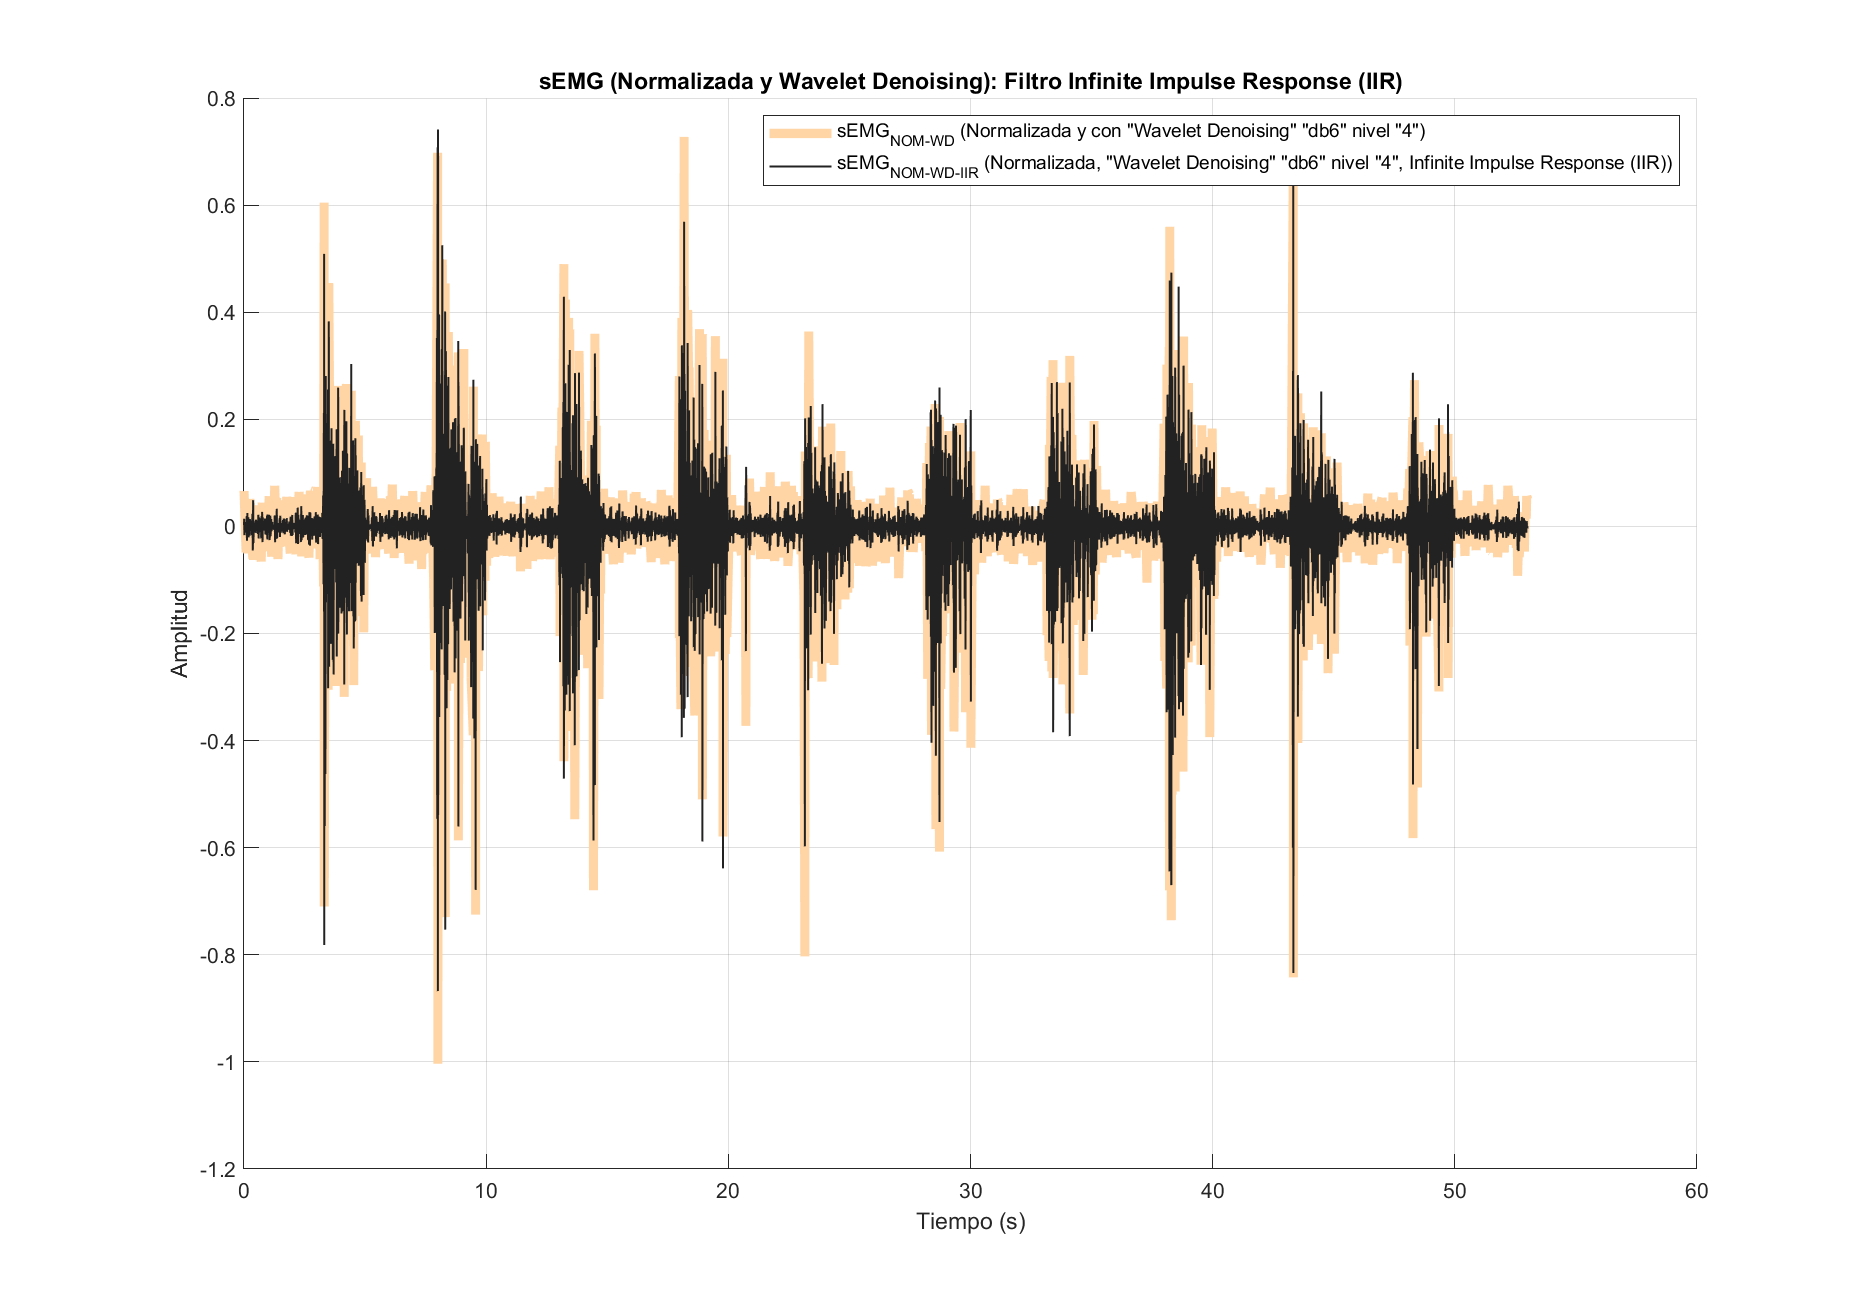 sEMG (Normalizada y Wavelet Denoising): Filtro Infinite Impulse Response (IIR)
sEMG_NOM-WD (Normalizada y con "Wavelet Denoising" "db6" nivel "4")
sEMG_NOM-WD-IIR (Normalizada, "Wavelet Denoising" "db6" nivel "4", Infinite Impulse Response (IIR))
0.8
0.6
0.4
0.2
0
-0.2
-0.4
-0.6
-0.8
-1
-1.2
Amplitud
0 10 20 30 40 50 60
Tiempo (s)